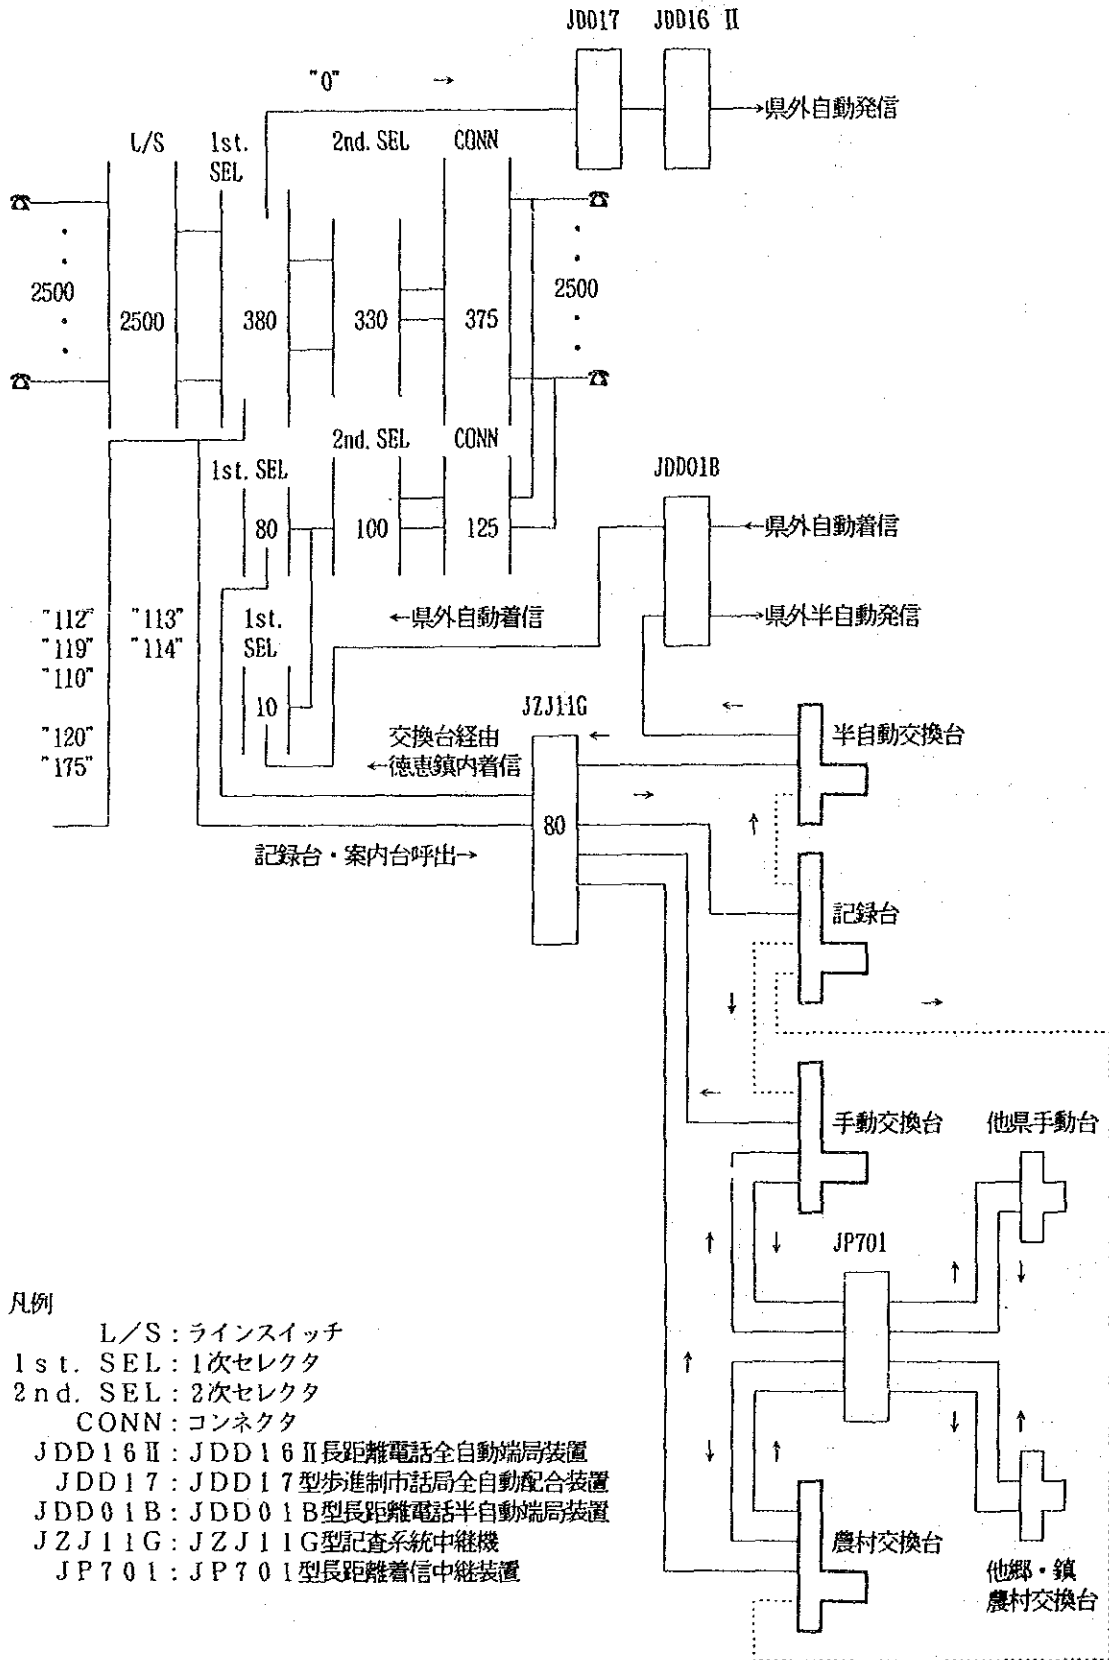 JDD17 JDD16 Ⅱ
"0" →
→県外自動発信
L/S 1st. SEL 2nd. SEL CONN
2500 2500 380 330 375 2500
2nd. SEL CONN
1st. SEL
80 100 125
JDD01B
←県外自動着信
"112" "113" 1st. ←県外自動着信 →県外半自動発信
"119" "114" SEL
"110"
10
JZJ11G
"120" 交換台経由 ← 半自動交換台
"175" ←徳恵鎮内着信
80
記録台・案内台呼出→
記録台
手動交換台 他県手動台
JP701
農村交換台
他郷・鎮
農村交換台
凡例
L/S:ラインスイッチ
1st. SEL:1次セレクタ
2nd. SEL:2次セレクタ
CONN:コンネクタ
JDD16Ⅱ:JDD16Ⅱ長距離電話全自動端局装置
JDD17:JDD17型歩進制市話局全自動配合装置
JDD01B:JDD01B型長距離電話半自動端局装置
JZJ11G:JZJ11G型記査系統中継機
JP701:JP701型長距離着信中継装置